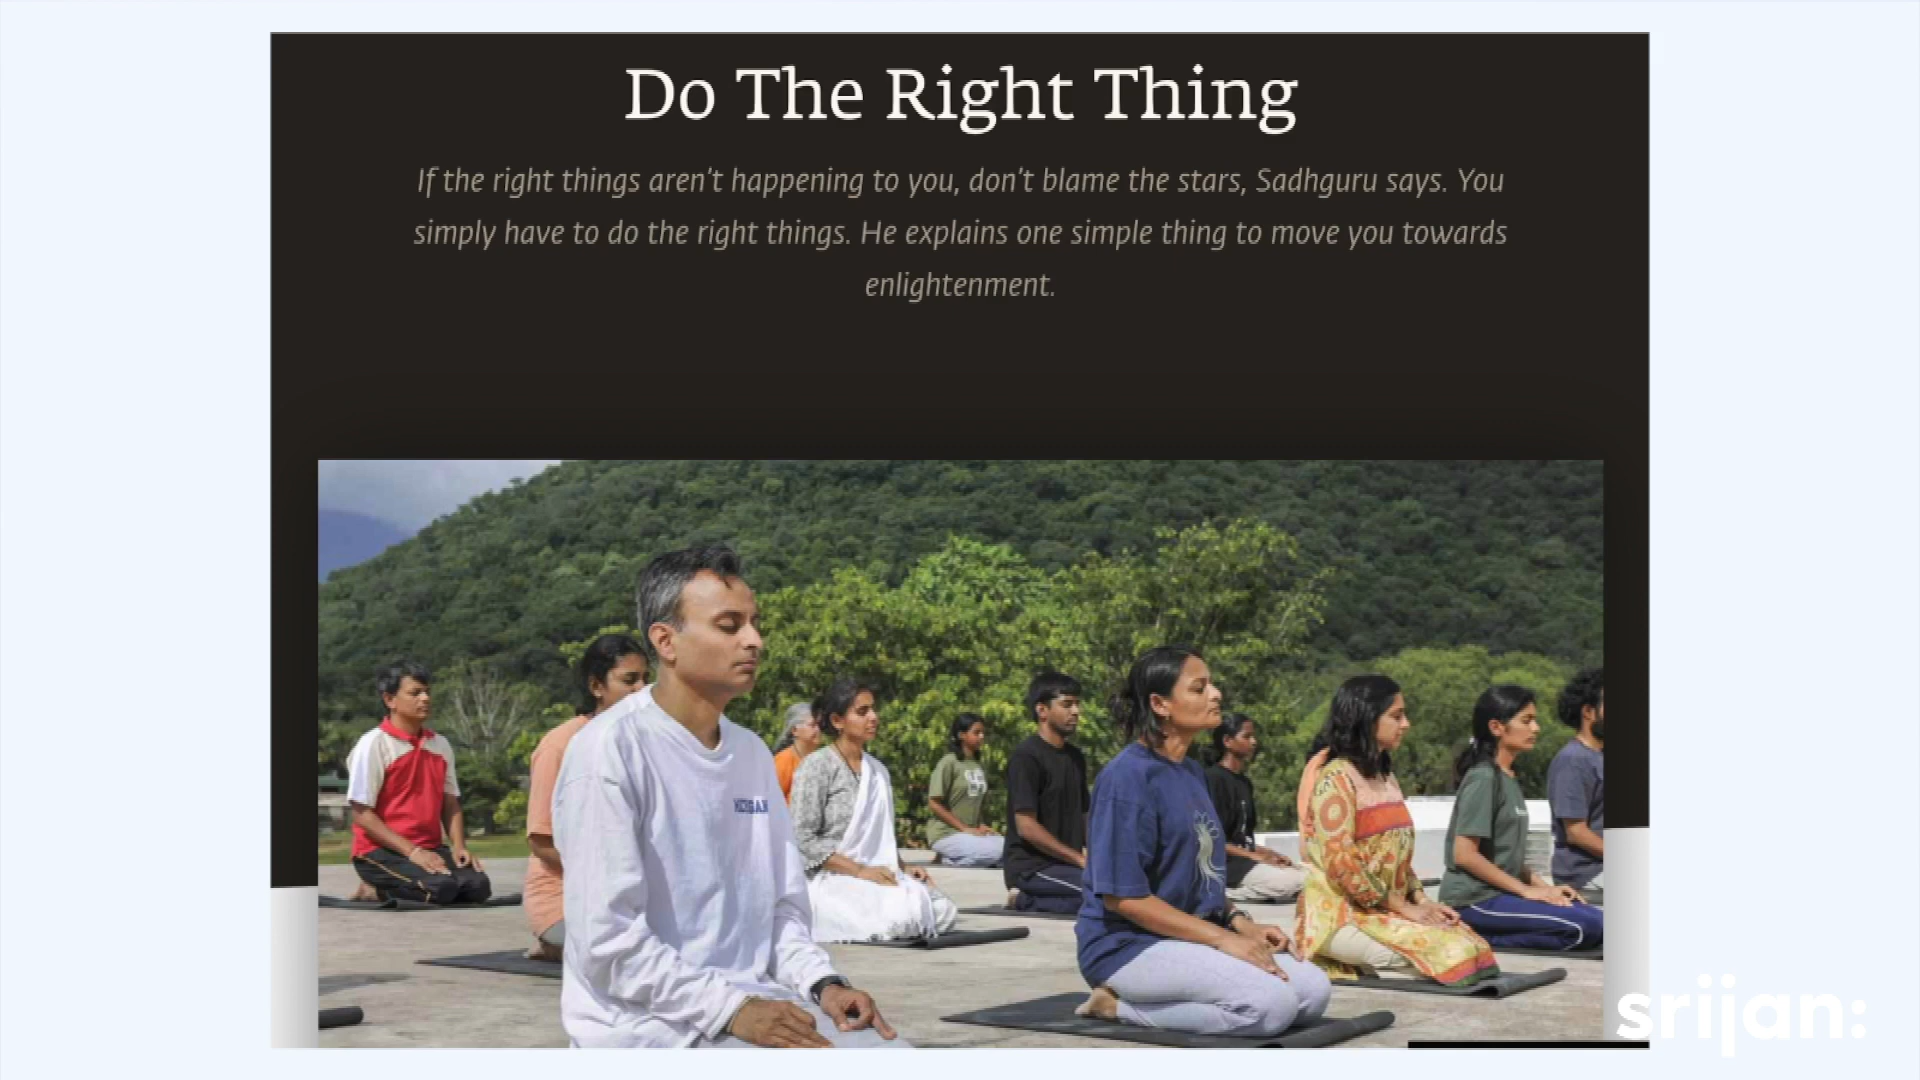 Do The Right Thing
If the right things aren't happening to you, don't blame the stars, Sadhguru says. You
simply have to do the right things. He explains one simple thing to move you towards
enlightenment.
srijan: